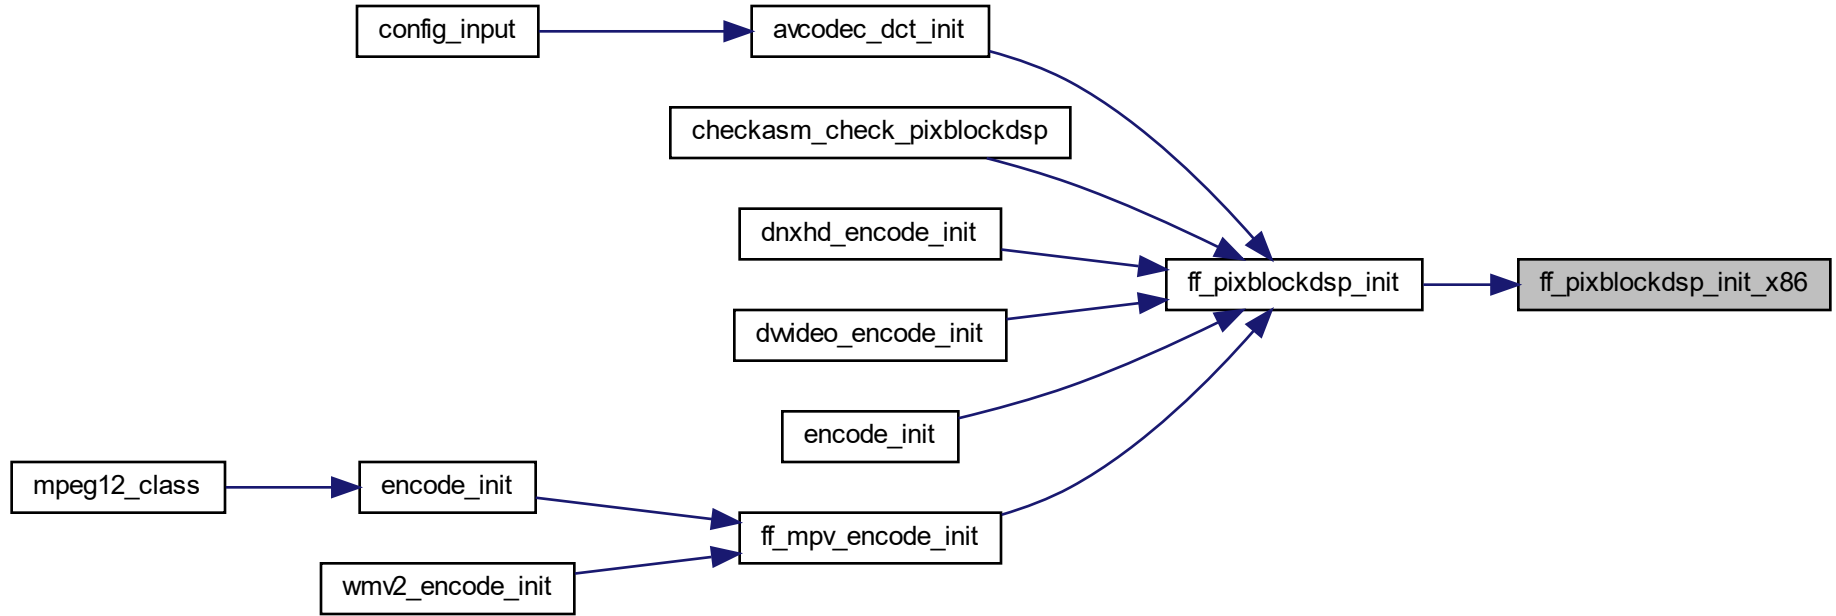 config_input
avcodec_dct_init
checkasm_check_pixblockdsp
dnxhd_encode_init
ff_pixblockdsp_init
ff_pixblockdsp_init_x86
dvvideo_encode_init
encode_init
mpeg12_class
encode_init
ff_mpv_encode_init
wmv2_encode_init